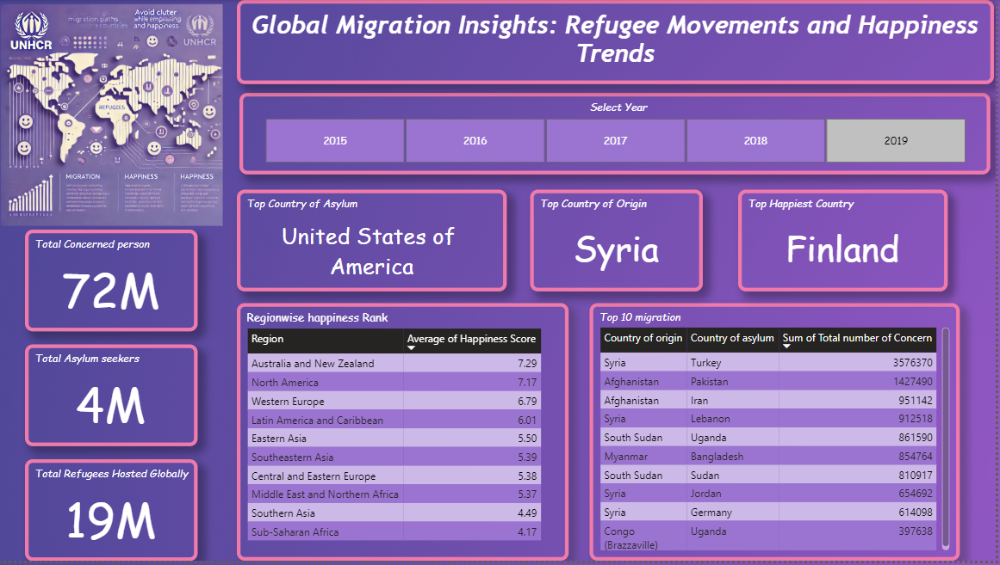 UNHCR
migration paths
countries
Avoid cluter
while emplosing
and happiness
UNHCR
REFUGIES
MIGRATION
HAPPINESS
HAPPNESS
Global Migration Insights: Refugee Movements and Happiness
Trends
Select Year
2015
2016
2017
2018
2019
Top Country of Asylum
United States of
America
Top Country of Origin
Syria
Top Happiest Country
Finland
Total Concerned person
72M
Total Asylum seekers
4M
Total Refugees Hosted Globally
19M
Regionwise happiness Rank
Region Average of Happiness Score
Australia and New Zealand 7.29
North America 7.17
Western Europe 6.79
Latin America and Caribbean 6.01
Eastern Asia 5.50
Southeastern Asia 5.39
Central and Eastern Europe 5.38
Middle East and Northern Africa 5.37
Southern Asia 4.49
Sub-Saharan Africa 4.17
Top 10 migration
Country of origin Country of asylum Sum of Total number of Concern
Syria Turkey 3576370
Afghanistan Pakistan 1427490
Afghanistan Iran 951142
Syria Lebanon 912518
South Sudan Uganda 861590
Myanmar Bangladesh 854764
South Sudan Sudan 810917
Syria Jordan 654692
Syria Germany 614098
Congo Uganda 397638
(Brazzaville)